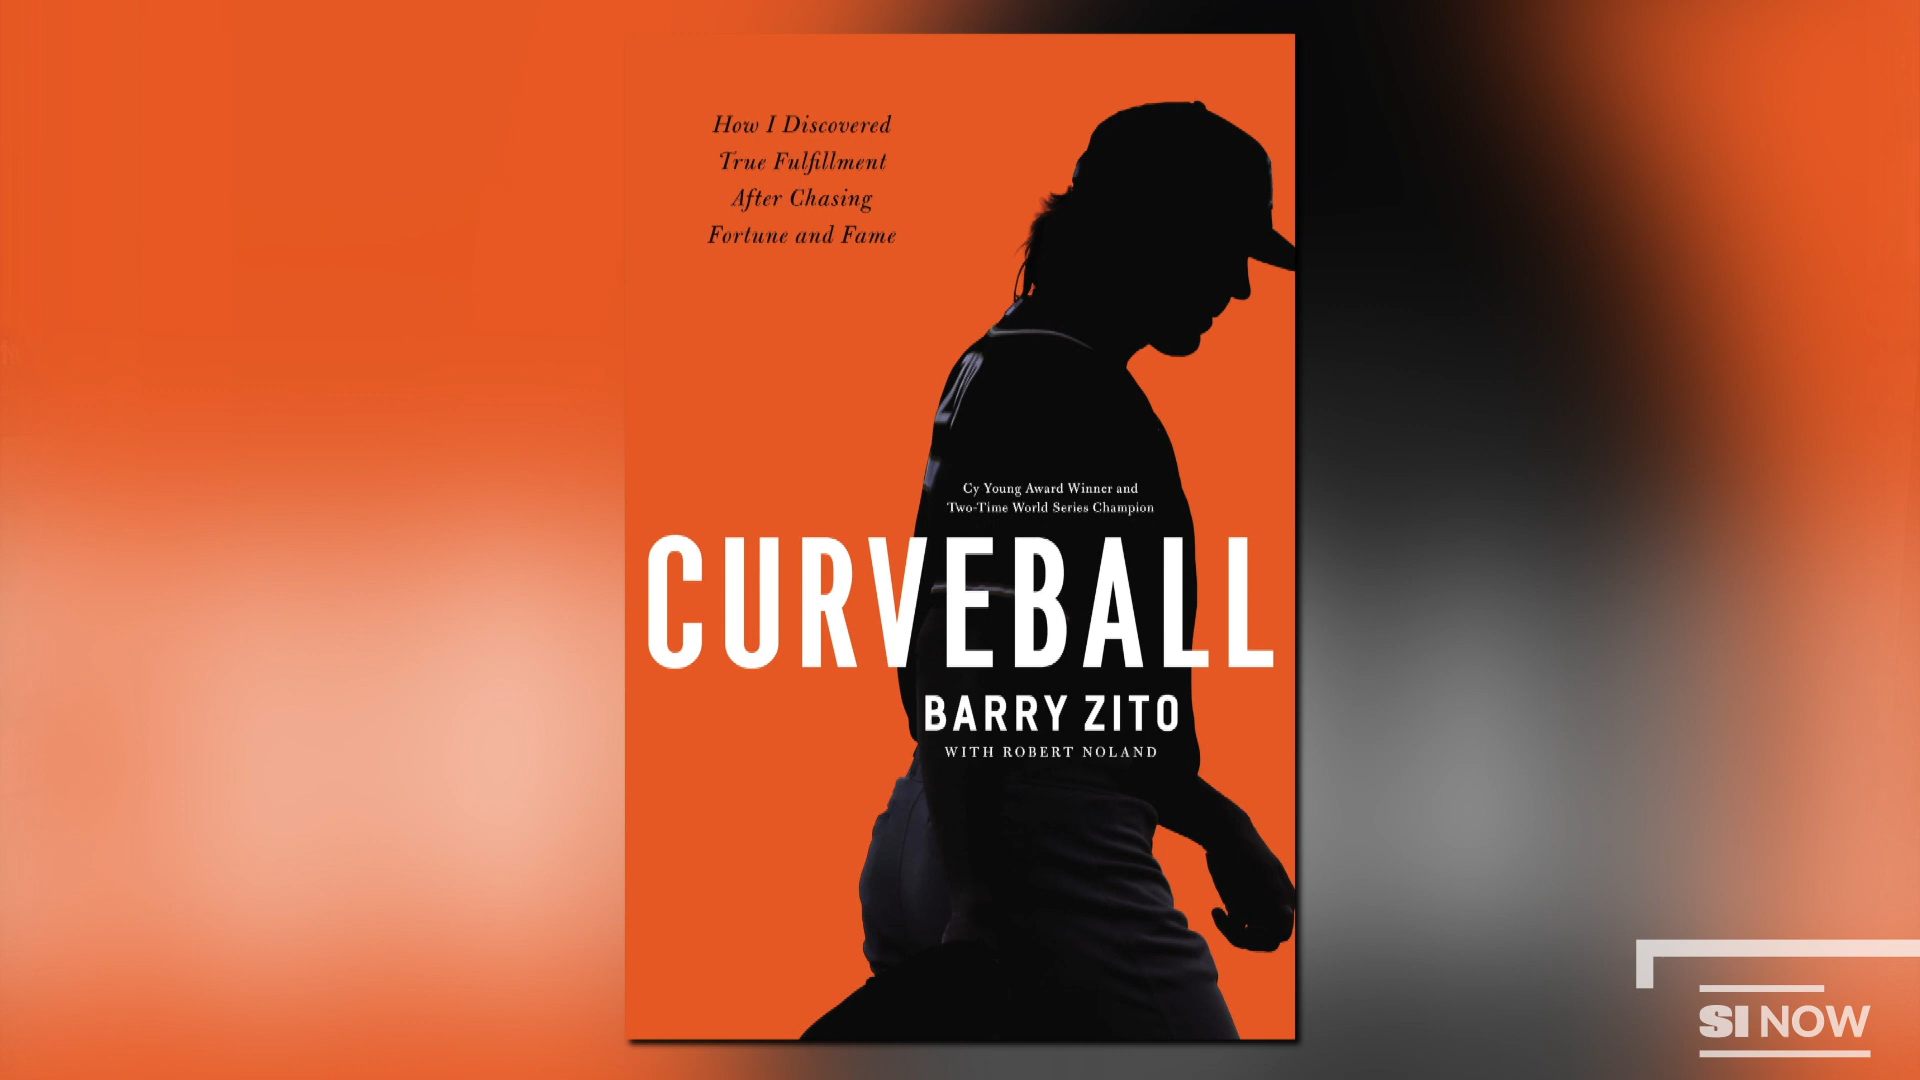 How I Discovered
True Fulfillment
After Chasing
Fortune and Fame
Cy Young Award Winner and
Two-Time World Series Champion
CURVEBALL
BARRY ZITO
WITH ROBERT NOLAND
SI NOW